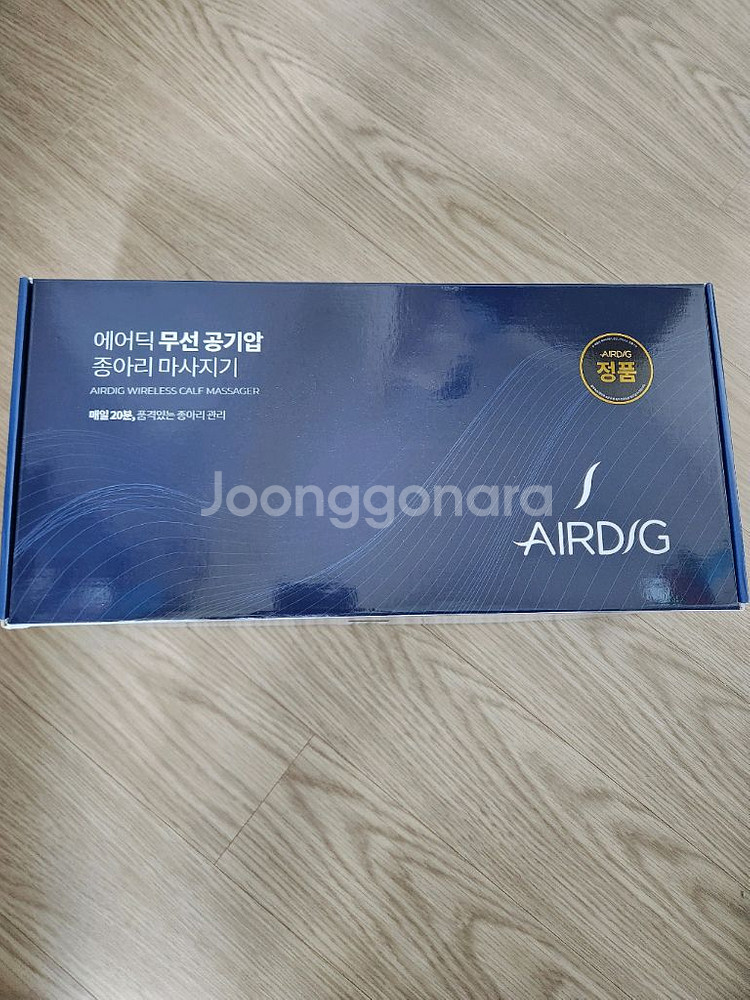 에어딕 무선 공기압
종아리 마사지기
AIRDIG WIRELESS CALF MASSAGER
매일 20분, 품격있는 종아리 관리
AIRDIG
정품
Joonggonara
AIRDIG